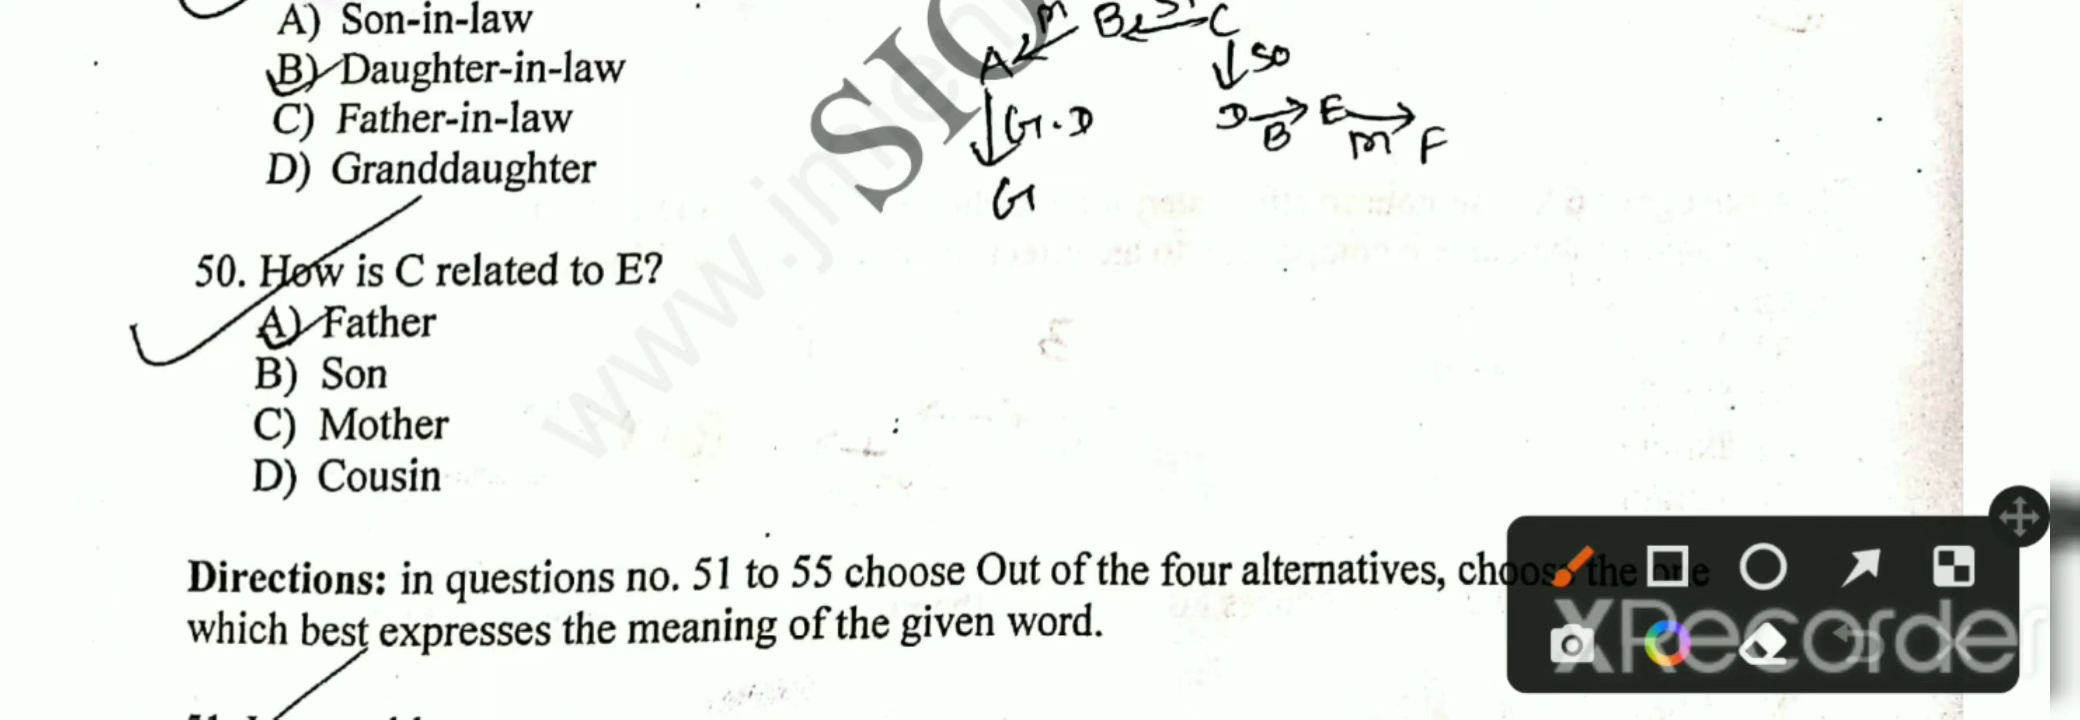 A) Son-in-law
B) Daughter-in-law
C) Father-in-law
D) Granddaughter
A
M
B
C
SO
D
B
E
M
F
G.D
G
50. How is C related to E?
A) Father
B) Son
C) Mother
D) Cousin
Directions: in questions no. 51 to 55 choose Out of the four alternatives, choose the one
which best expresses the meaning of the given word.
XRecorder